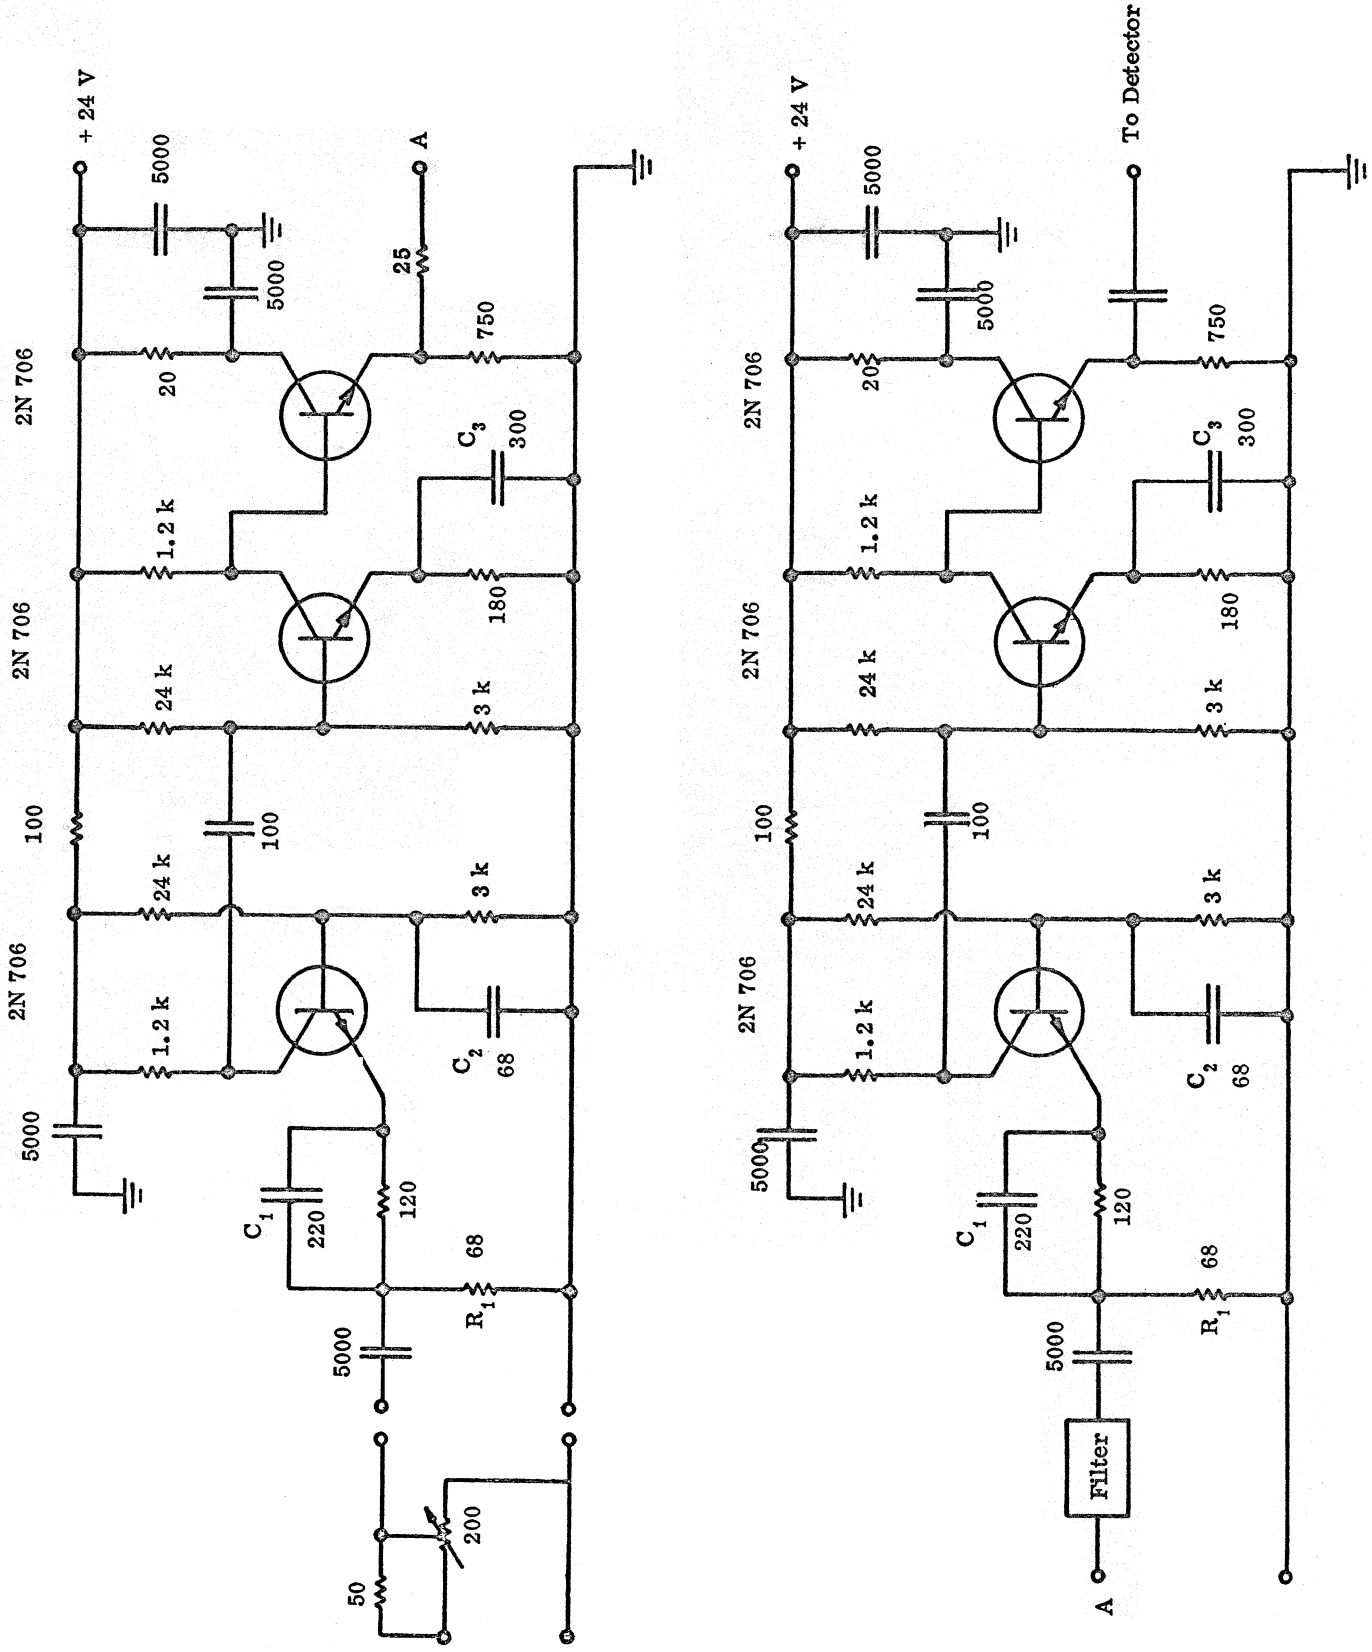 2N 706
2N 706
2N 706
+ 24 V
5000
5000
20
1.2 k
24 k
100
24 k
1.2 k
5000
100
A
25
750
C3
300
180
3 k
3 k
C2
68
C1
220
120
68
R1
5000
200
50
2N 706
2N 706
2N 706
+ 24 V
5000
5000
20
1.2 k
24 k
100
24 k
1.2 k
5000
100
To Detector
750
C3
300
180
3 k
3 k
C2
68
C1
220
120
68
R1
5000
Filter
A